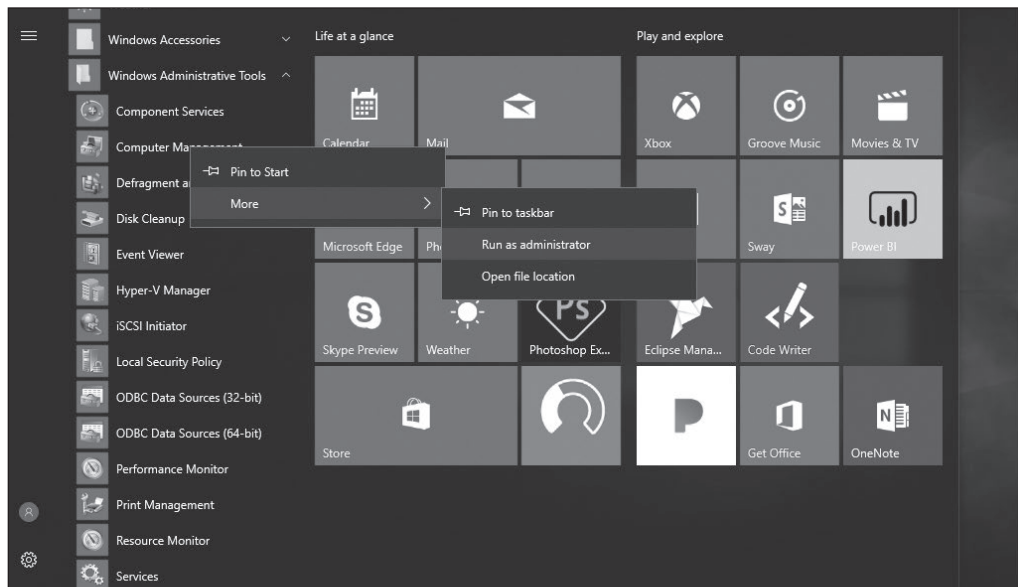 Windows Accessories
Windows Administrative Tools
Component Services
Computer Management
Defragment a
Disk Cleanup
Event Viewer
Hyper-V Manager
iSCSI Initiator
Local Security Policy
ODBC Data Sources (32-bit)
ODBC Data Sources (64-bit)
Performance Monitor
Print Management
Resource Monitor
Services
Pin to Start
More
Pin to taskbar
Run as administrator
Open file location
Life at a glance
Calendar
Mail
Microsoft Edge
Ph
Skype Preview
Weather
Ps
Photoshop Ex...
Store
Play and explore
Xbox
Groove Music
Movies & TV
S
Sway
Power BI
Eclipse Mana...
Code Writer
Get Office
N
OneNote